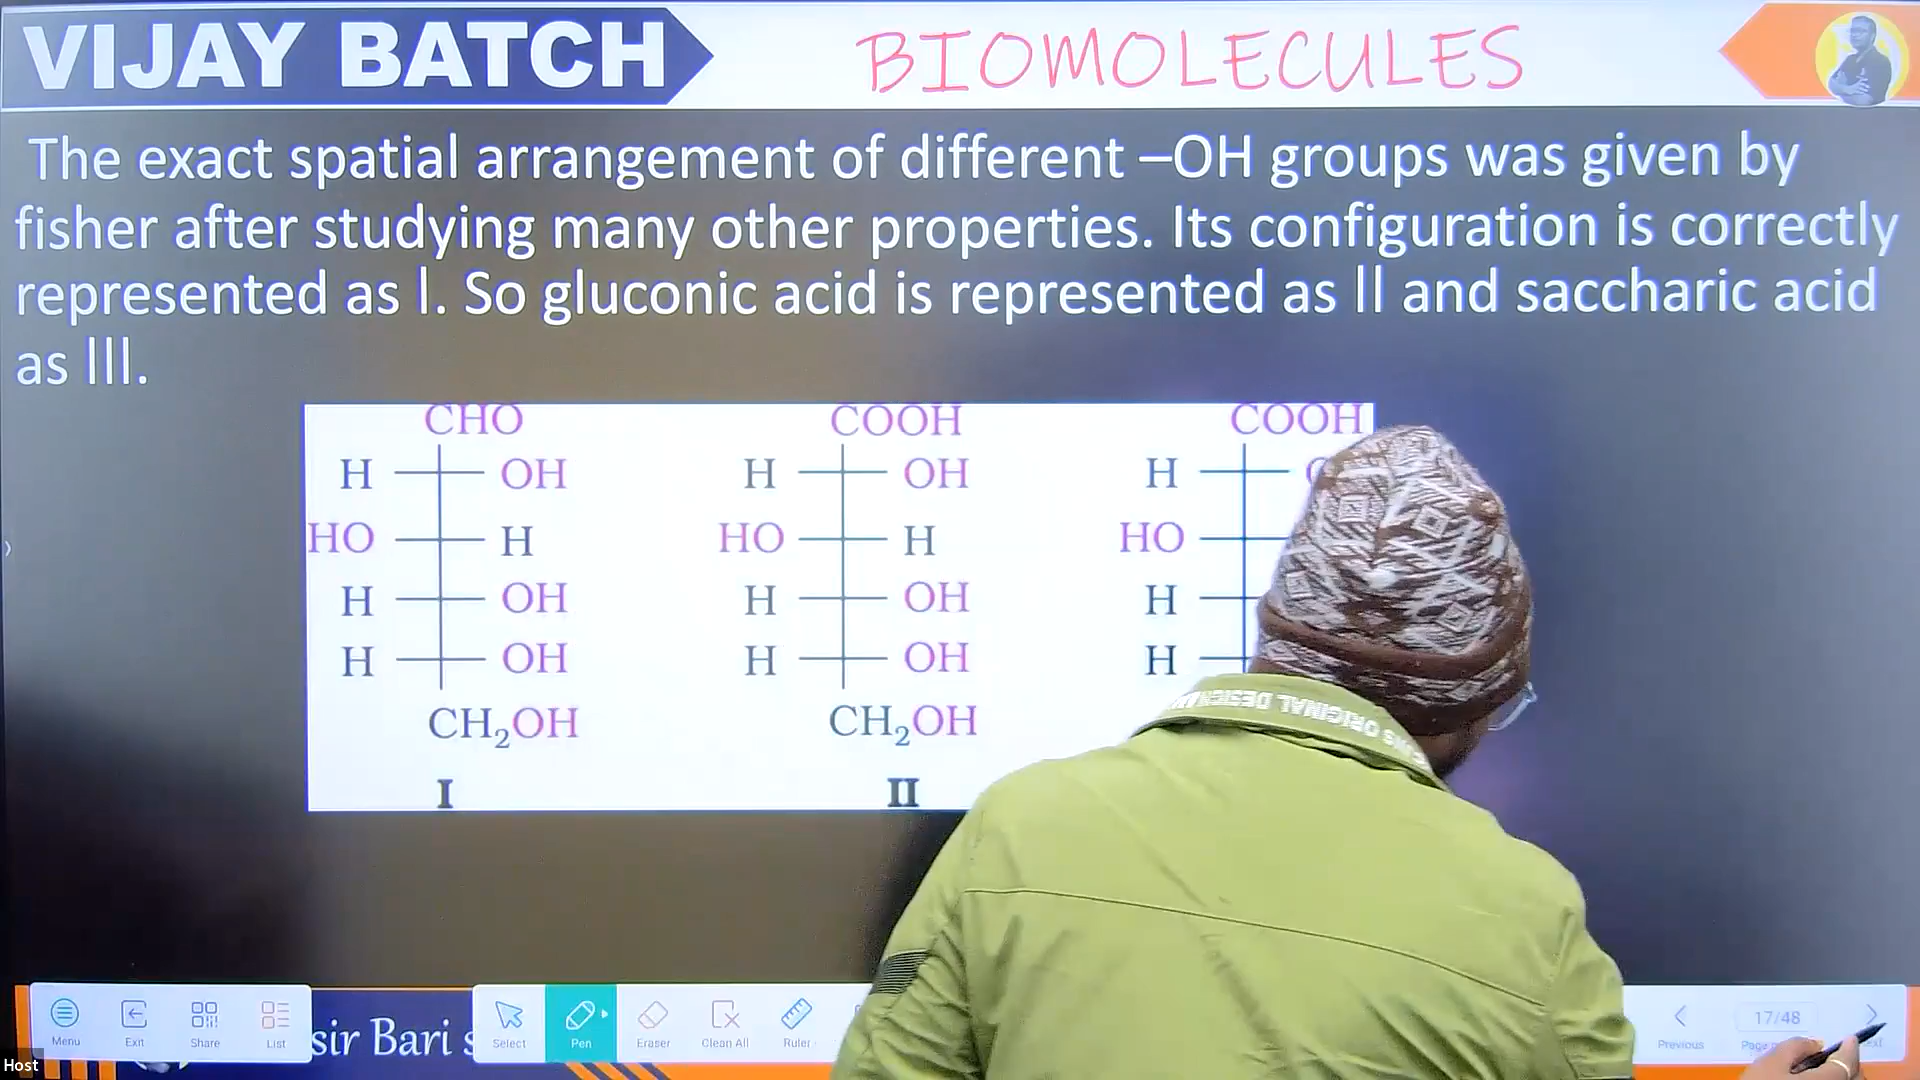 VIJAY BATCH
BIOMOLECULES
The exact spatial arrangement of different –OH groups was given by
fisher after studying many other properties. Its configuration is correctly
represented as I. So gluconic acid is represented as II and saccharic acid
as III.
CHO
H OH
HO H
H OH
H OH
CH₂OH
I
COOH
H OH
HO H
H OH
H OH
CH₂OH
II
COOH
H
HO
H
H
ORIGINAL
Menu
Exit
Share
List
sir Bari s
Select
Pen
Eraser
Clean All
Ruler
Previous
17/48
Host